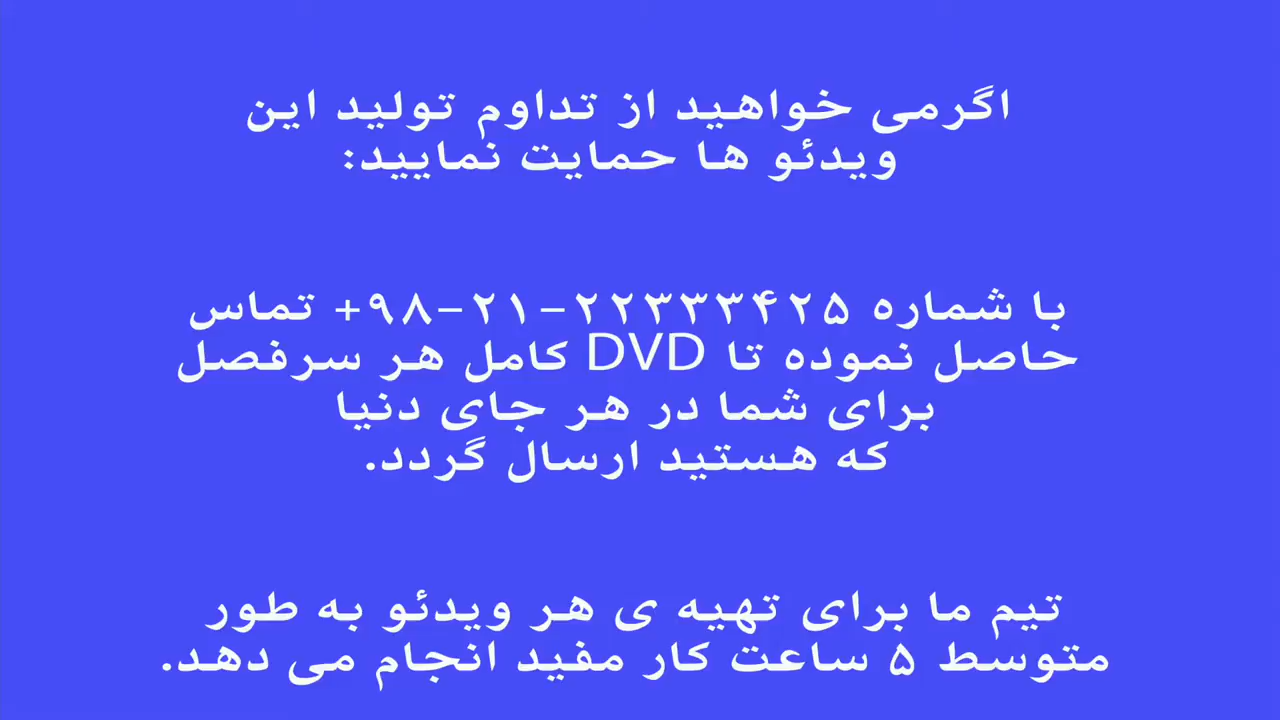 اگرمی خواهید از تداوم تولید این
ویدئو ها حمایت نمایید:
با شماره ۲۲۳۳۳۴۲۵-۲۱-۹۸+ تماس
حاصل نموده تا DVD کامل هر سرفصل
برای شما در هر جای دنیا
که هستید ارسال گردد.
تیم ما برای تهیه ی هر ویدئو به طور
متوسط ۵ ساعت کار مفید انجام می دهد.